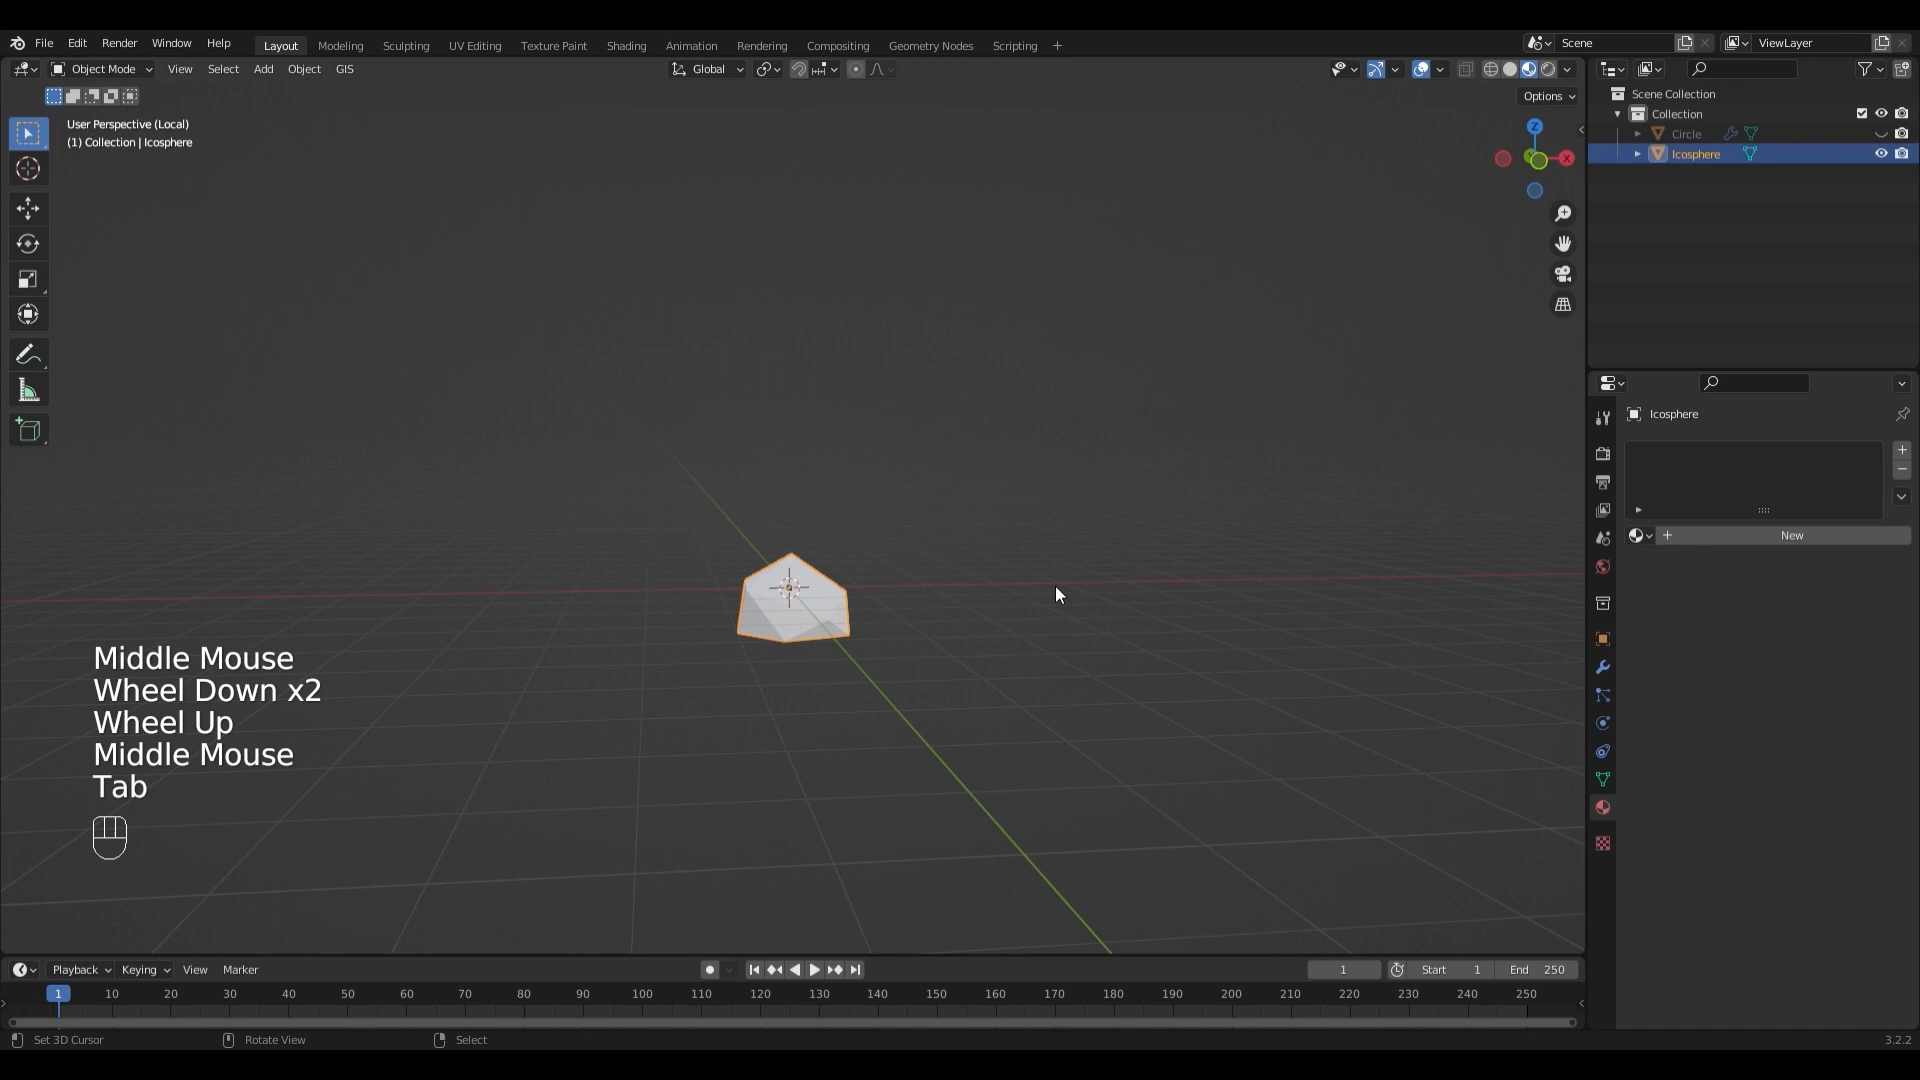 File Edit Render Window Help Layout Modeling Sculpting UV Editing Texture Paint Shading Animation Rendering Compositing Geometry Nodes Scripting + Scene ViewLayer
Object Mode View Select Add Object GIS Global
Options
User Perspective (Local)
(1) Collection | Icosphere
Z
X
Scene Collection
Collection
Circle
Icosphere
Icosphere
New
Middle Mouse
Wheel Down x2
Wheel Up
Middle Mouse
Tab
Playback Keying View Marker 1 Start 1 End 250
1 10 20 30 40 50 60 70 80 90 100 110 120 130 140 150 160 170 180 190 200 210 220 230 240 250
Set 3D Cursor Rotate View Select 3.2.2